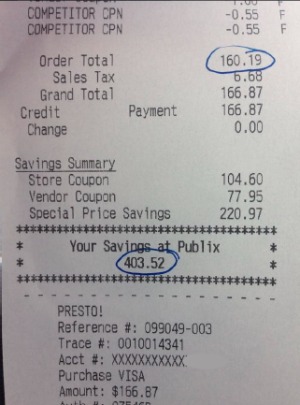 COMPETITOR CPN -0.55 F
COMPETITOR CPN -0.55 F
Order Total 160.19
Sales Tax 6.68
Grand Total 166.87
Credit Payment 166.87
Change 0.00
Savings Summary
Store Coupon 104.60
Vendor Coupon 77.95
Special Price Savings 220.97
****************************************
* Your Savings at Publix *
* 403.52 *
****************************************
- - - - - - - - - - - - - - - - - - - -
PRESTO!
Reference #: 099049-003
Trace #: 0010014341
Acct #: XXXXXXXXXXX
Purchase VISA
Amount: $166.87